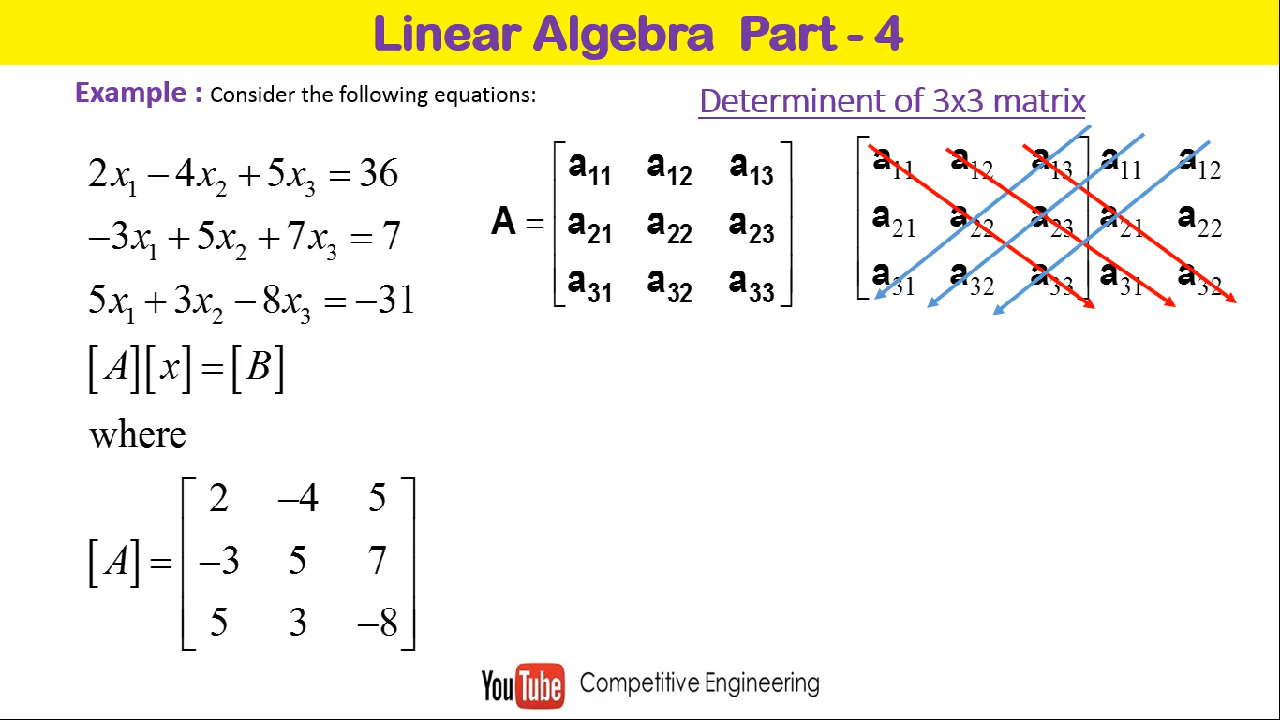 Linear Algebra Part - 4
Example : Consider the following equations:
2x₁ − 4x₂ + 5x₃ = 36
−3x₁ + 5x₂ + 7x₃ = 7
5x₁ + 3x₂ − 8x₃ = −31
[A][x] = [B]
where
[A] = [ 2 −4 5
−3 5 7
5 3 −8 ]
Determinent of 3x3 matrix
A = [ a₁₁ a₁₂ a₁₃
a₂₁ a₂₂ a₂₃
a₃₁ a₃₂ a₃₃ ]
[ a₁₁ a₁₂ a₁₃ ] a₁₁ a₁₂
a₂₁ a₂₂ a₂₃ a₂₁ a₂₂
a₃₁ a₃₂ a₃₃ a₃₁ a₃₂
YouTube Competitive Engineering